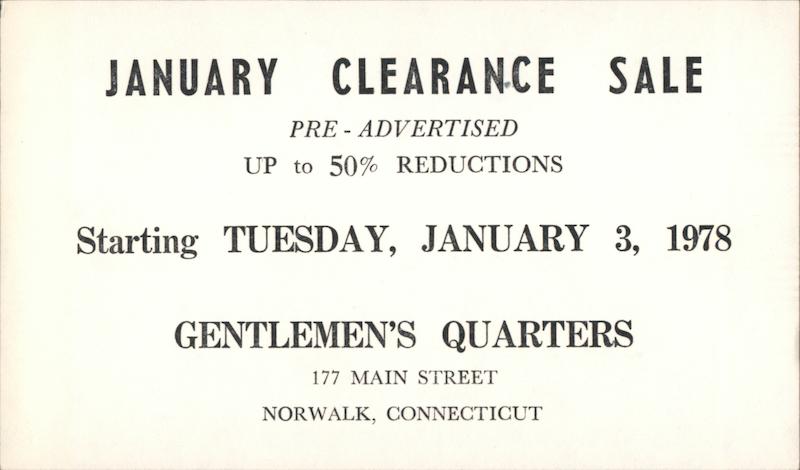 JANUARY CLEARANCE SALE
PRE - ADVERTISED
UP to 50% REDUCTIONS
Starting TUESDAY, JANUARY 3, 1978
GENTLEMEN'S QUARTERS
177 MAIN STREET
NORWALK, CONNECTICUT